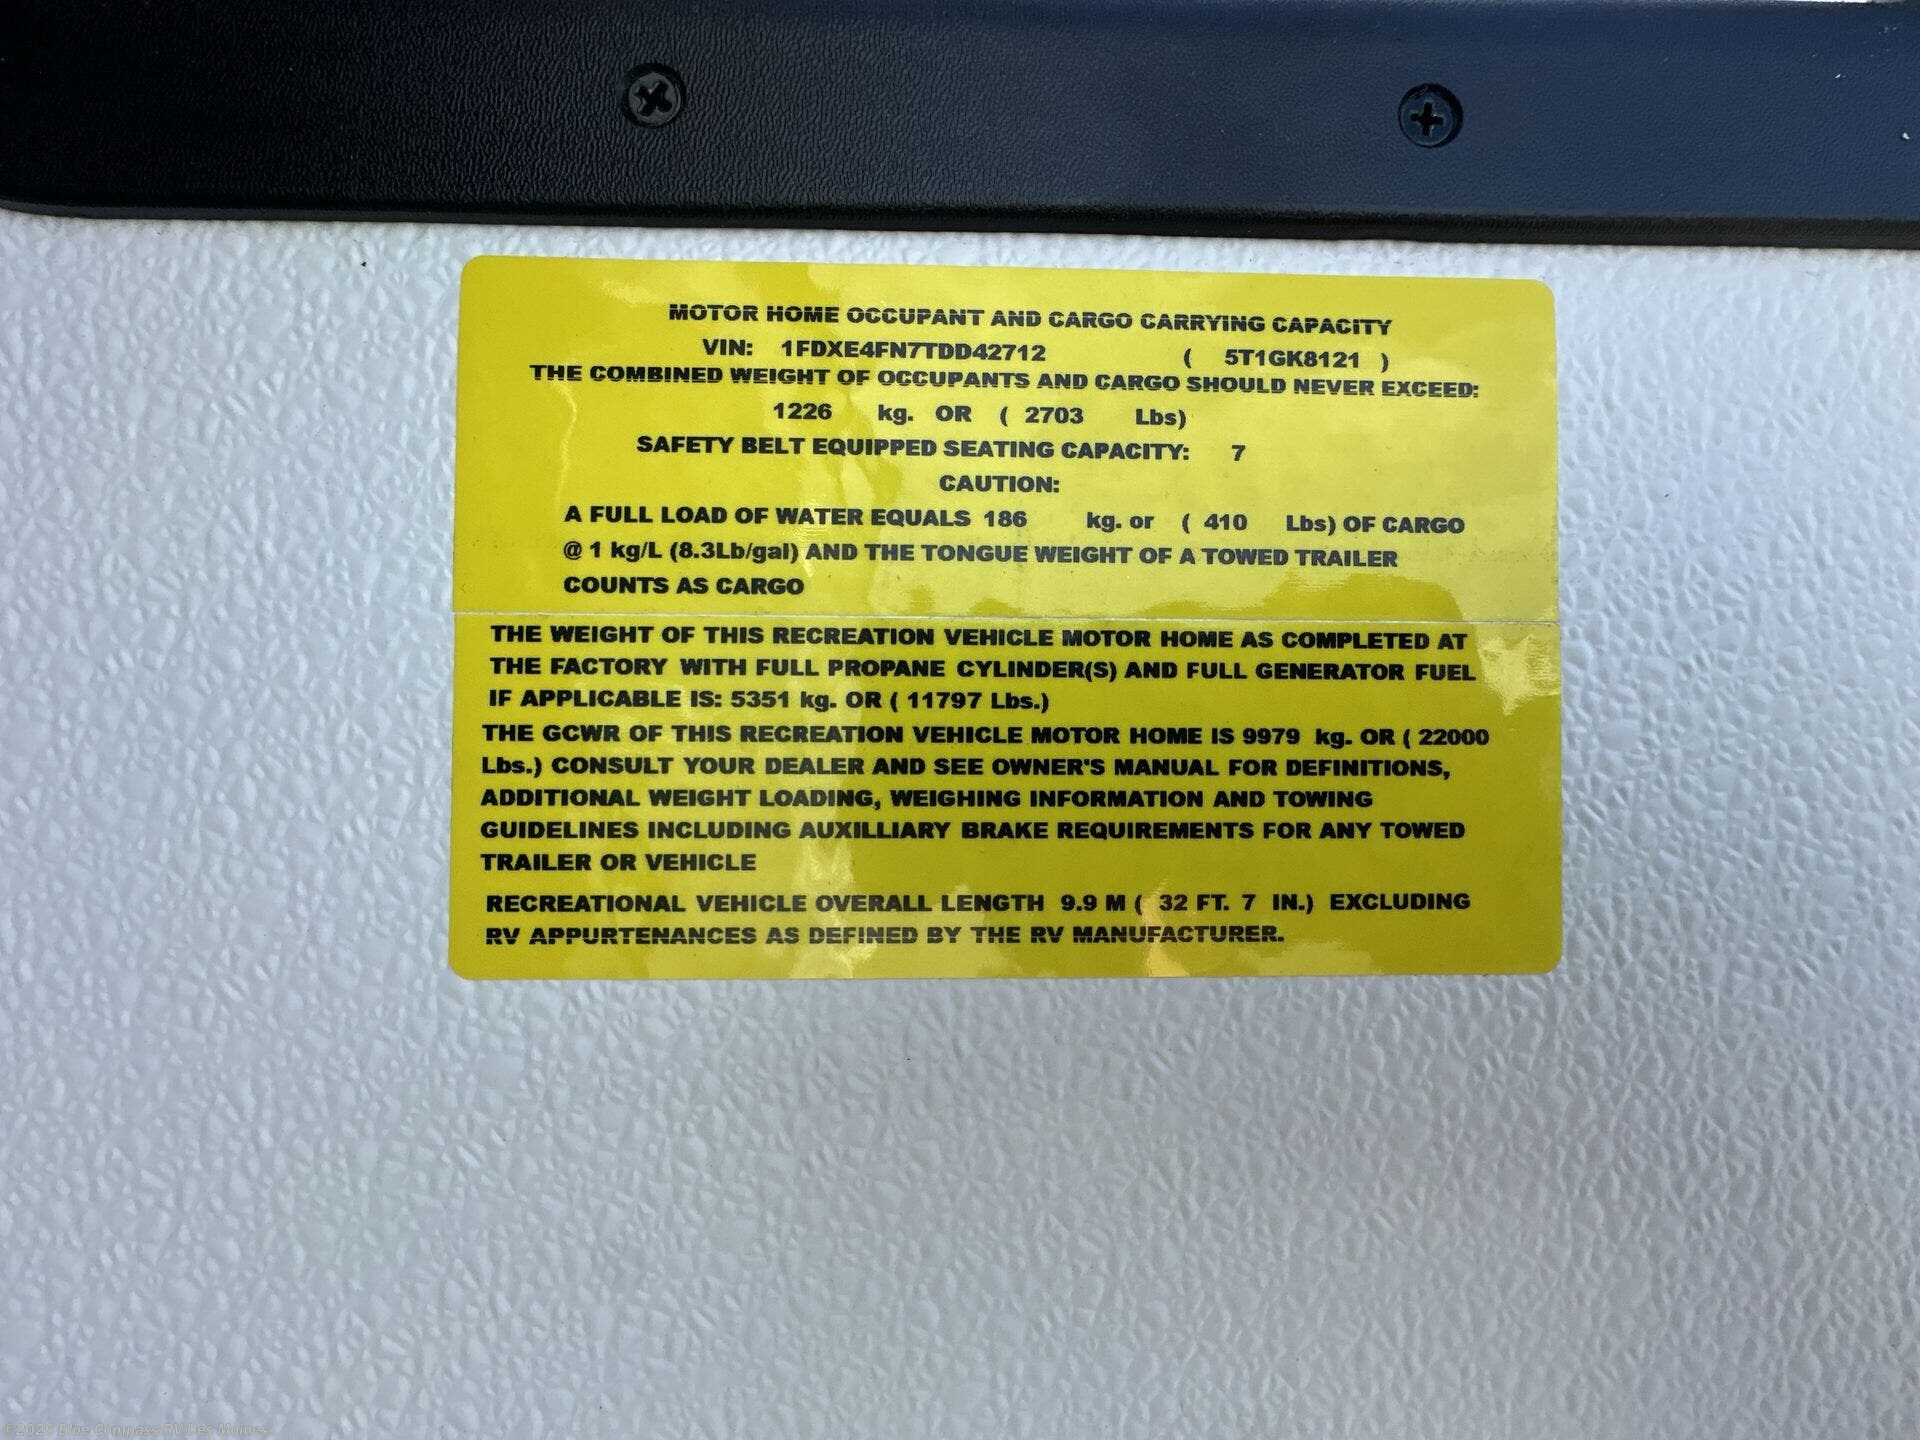 MOTOR HOME OCCUPANT AND CARGO CARRYING CAPACITY
VIN: 1FDXE4FN7TDD42712 ( 5T1GK8121 )
THE COMBINED WEIGHT OF OCCUPANTS AND CARGO SHOULD NEVER EXCEED:
1226 kg. OR ( 2703 Lbs)
SAFETY BELT EQUIPPED SEATING CAPACITY: 7
CAUTION:
A FULL LOAD OF WATER EQUALS 186 kg. or ( 410 Lbs) OF CARGO
@ 1 kg/L (8.3Lb/gal) AND THE TONGUE WEIGHT OF A TOWED TRAILER
COUNTS AS CARGO
THE WEIGHT OF THIS RECREATION VEHICLE MOTOR HOME AS COMPLETED AT
THE FACTORY WITH FULL PROPANE CYLINDER(S) AND FULL GENERATOR FUEL
IF APPLICABLE IS: 5351 kg. OR ( 11797 Lbs.)
THE GCWR OF THIS RECREATION VEHICLE MOTOR HOME IS 9979 kg. OR ( 22000
Lbs.) CONSULT YOUR DEALER AND SEE OWNER'S MANUAL FOR DEFINITIONS,
ADDITIONAL WEIGHT LOADING, WEIGHING INFORMATION AND TOWING
GUIDELINES INCLUDING AUXILLIARY BRAKE REQUIREMENTS FOR ANY TOWED
TRAILER OR VEHICLE
RECREATIONAL VEHICLE OVERALL LENGTH 9.9 M ( 32 FT. 7 IN.) EXCLUDING
RV APPURTENANCES AS DEFINED BY THE RV MANUFACTURER.
Blue Compass RV Des Moines